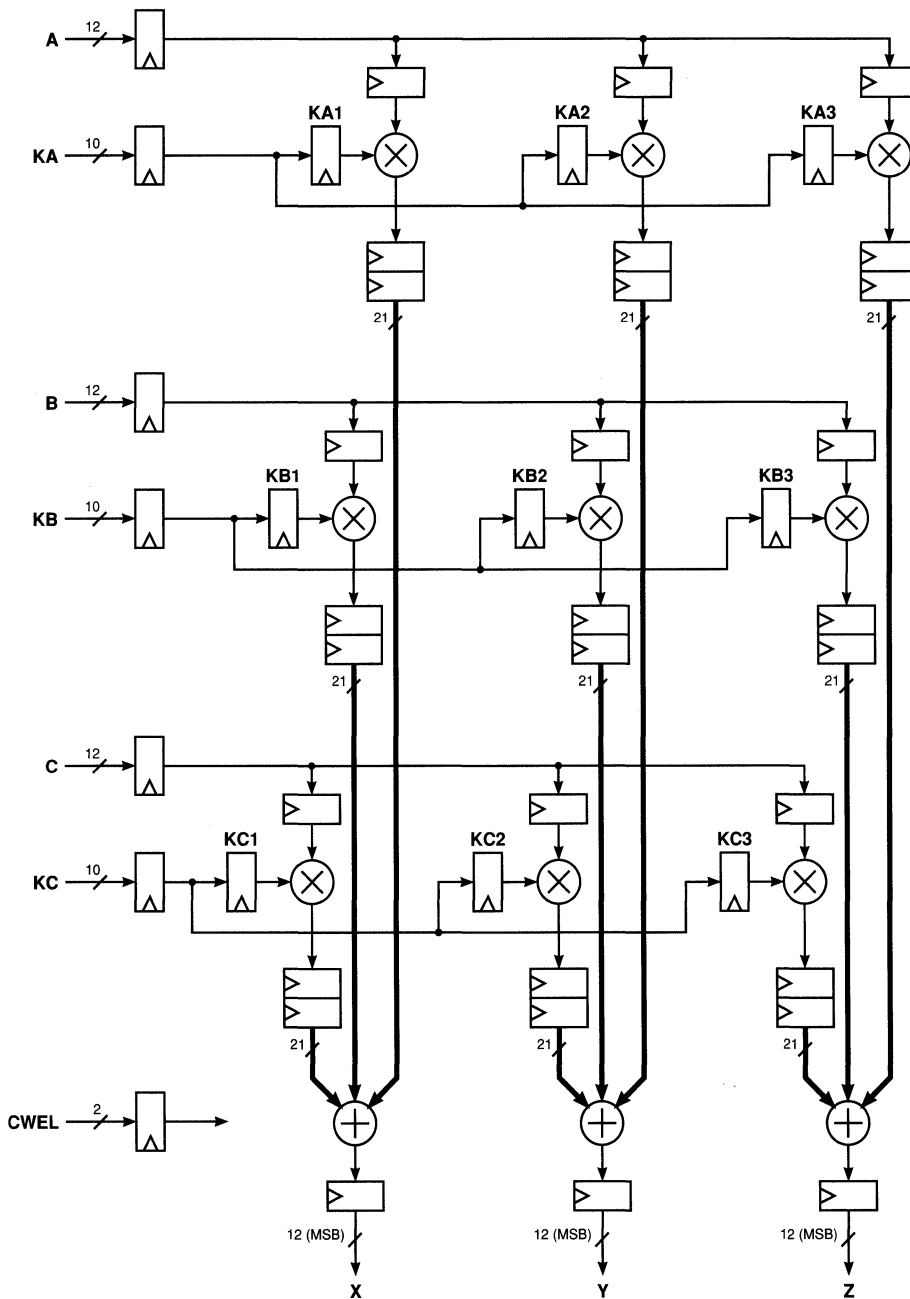 A 12
KA1 KA2 KA3
KA 10
21 21 21
B 12
KB1 KB2 KB3
KB 10
21 21 21
C 12
KC1 KC2 KC3
KC 10
21 21 21
CWEL 2
12 (MSB) 12 (MSB) 12 (MSB)
X Y Z